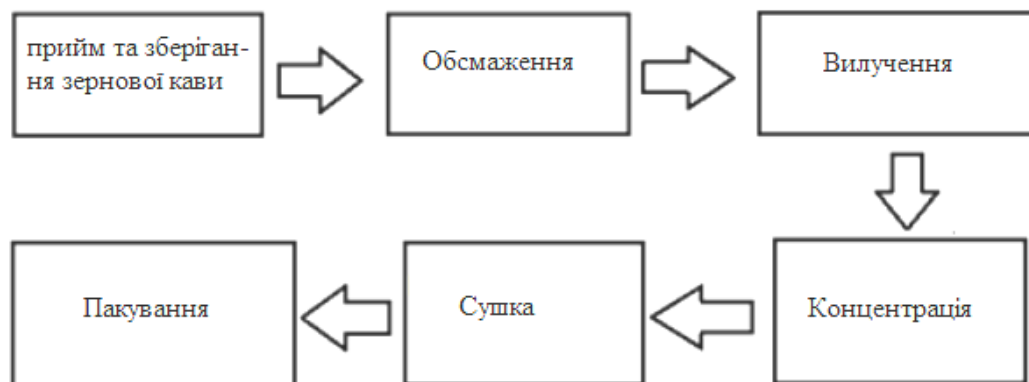 прийм та зберіган-
ня зернової кави
Обсмаження
Вилучення
Концентрація
Сушка
Пакування